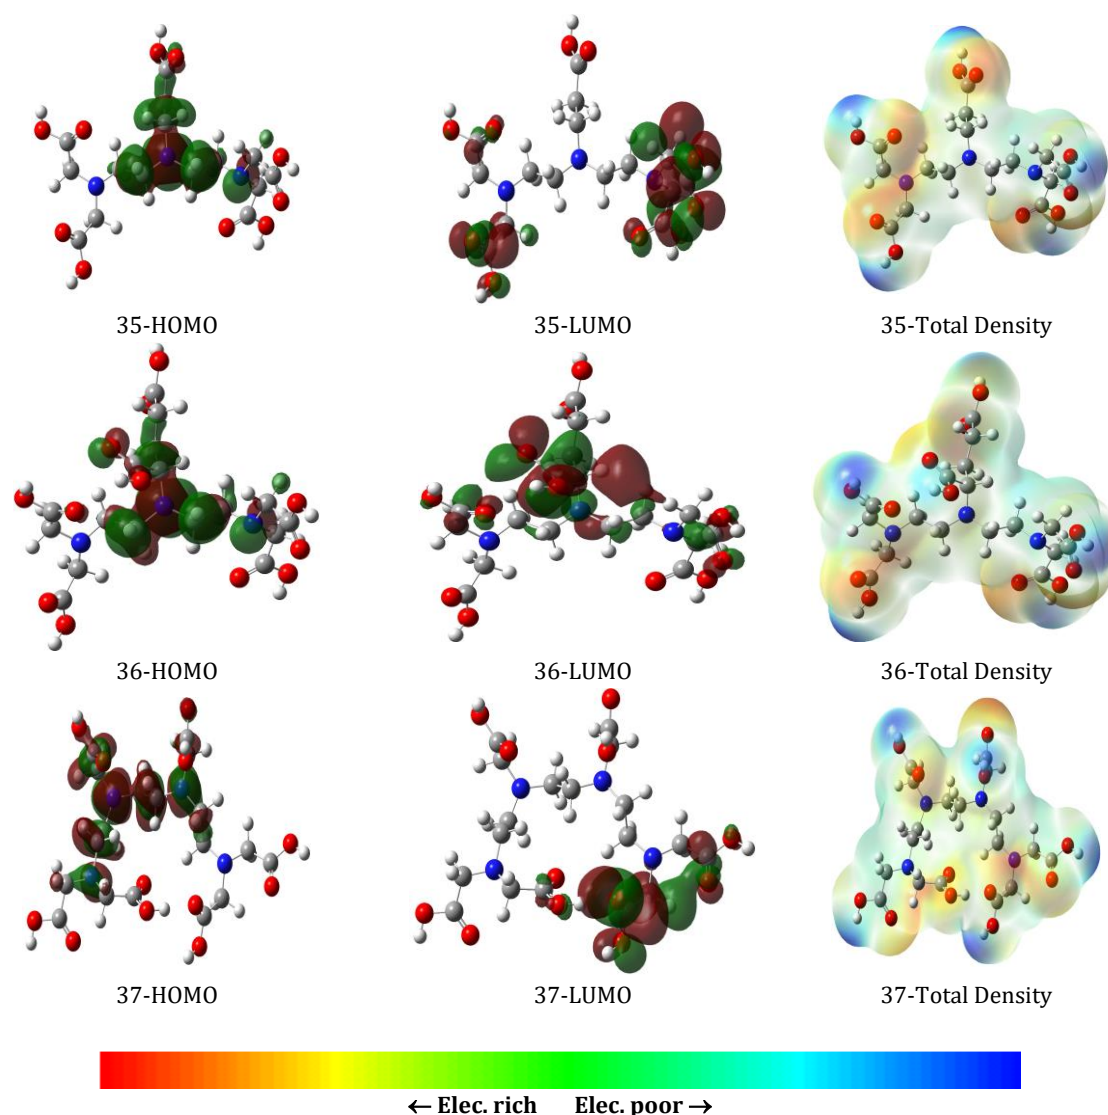 35-HOMO 35-LUMO 35-Total Density
36-HOMO 36-LUMO 36-Total Density
37-HOMO 37-LUMO 37-Total Density
← Elec. rich Elec. poor →